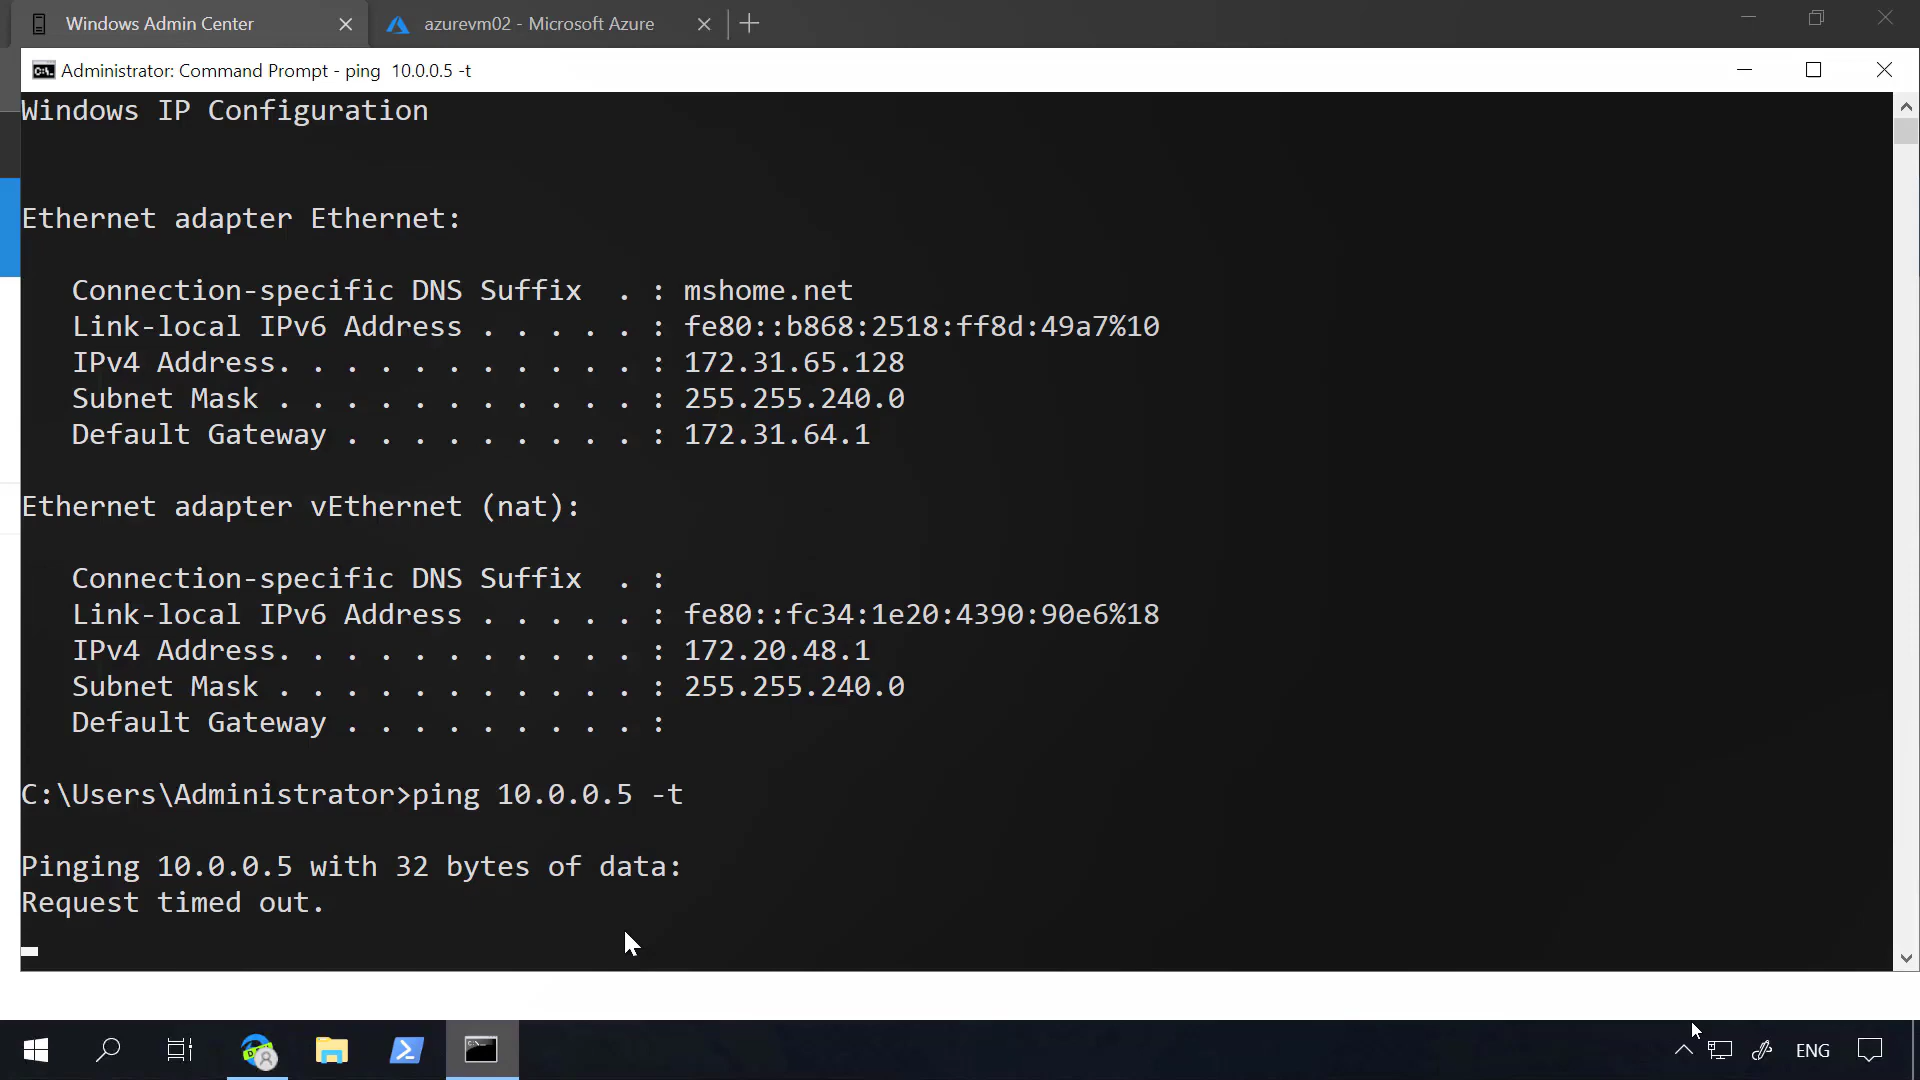 Windows Admin Center
azurevm02 - Microsoft Azure
Administrator: Command Prompt - ping  10.0.0.5 -t
Windows IP Configuration
Ethernet adapter Ethernet:
   Connection-specific DNS Suffix  . : mshome.net
   Link-local IPv6 Address . . . . . : fe80::b868:2518:ff8d:49a7%10
   IPv4 Address. . . . . . . . . . . : 172.31.65.128
   Subnet Mask . . . . . . . . . . . : 255.255.240.0
   Default Gateway . . . . . . . . . : 172.31.64.1
Ethernet adapter vEthernet (nat):
   Connection-specific DNS Suffix  . :
   Link-local IPv6 Address . . . . . : fe80::fc34:1e20:4390:90e6%18
   IPv4 Address. . . . . . . . . . . : 172.20.48.1
   Subnet Mask . . . . . . . . . . . : 255.255.240.0
   Default Gateway . . . . . . . . . :
C:\Users\Administrator>ping 10.0.0.5 -t
Pinging 10.0.0.5 with 32 bytes of data:
Request timed out.
ENG